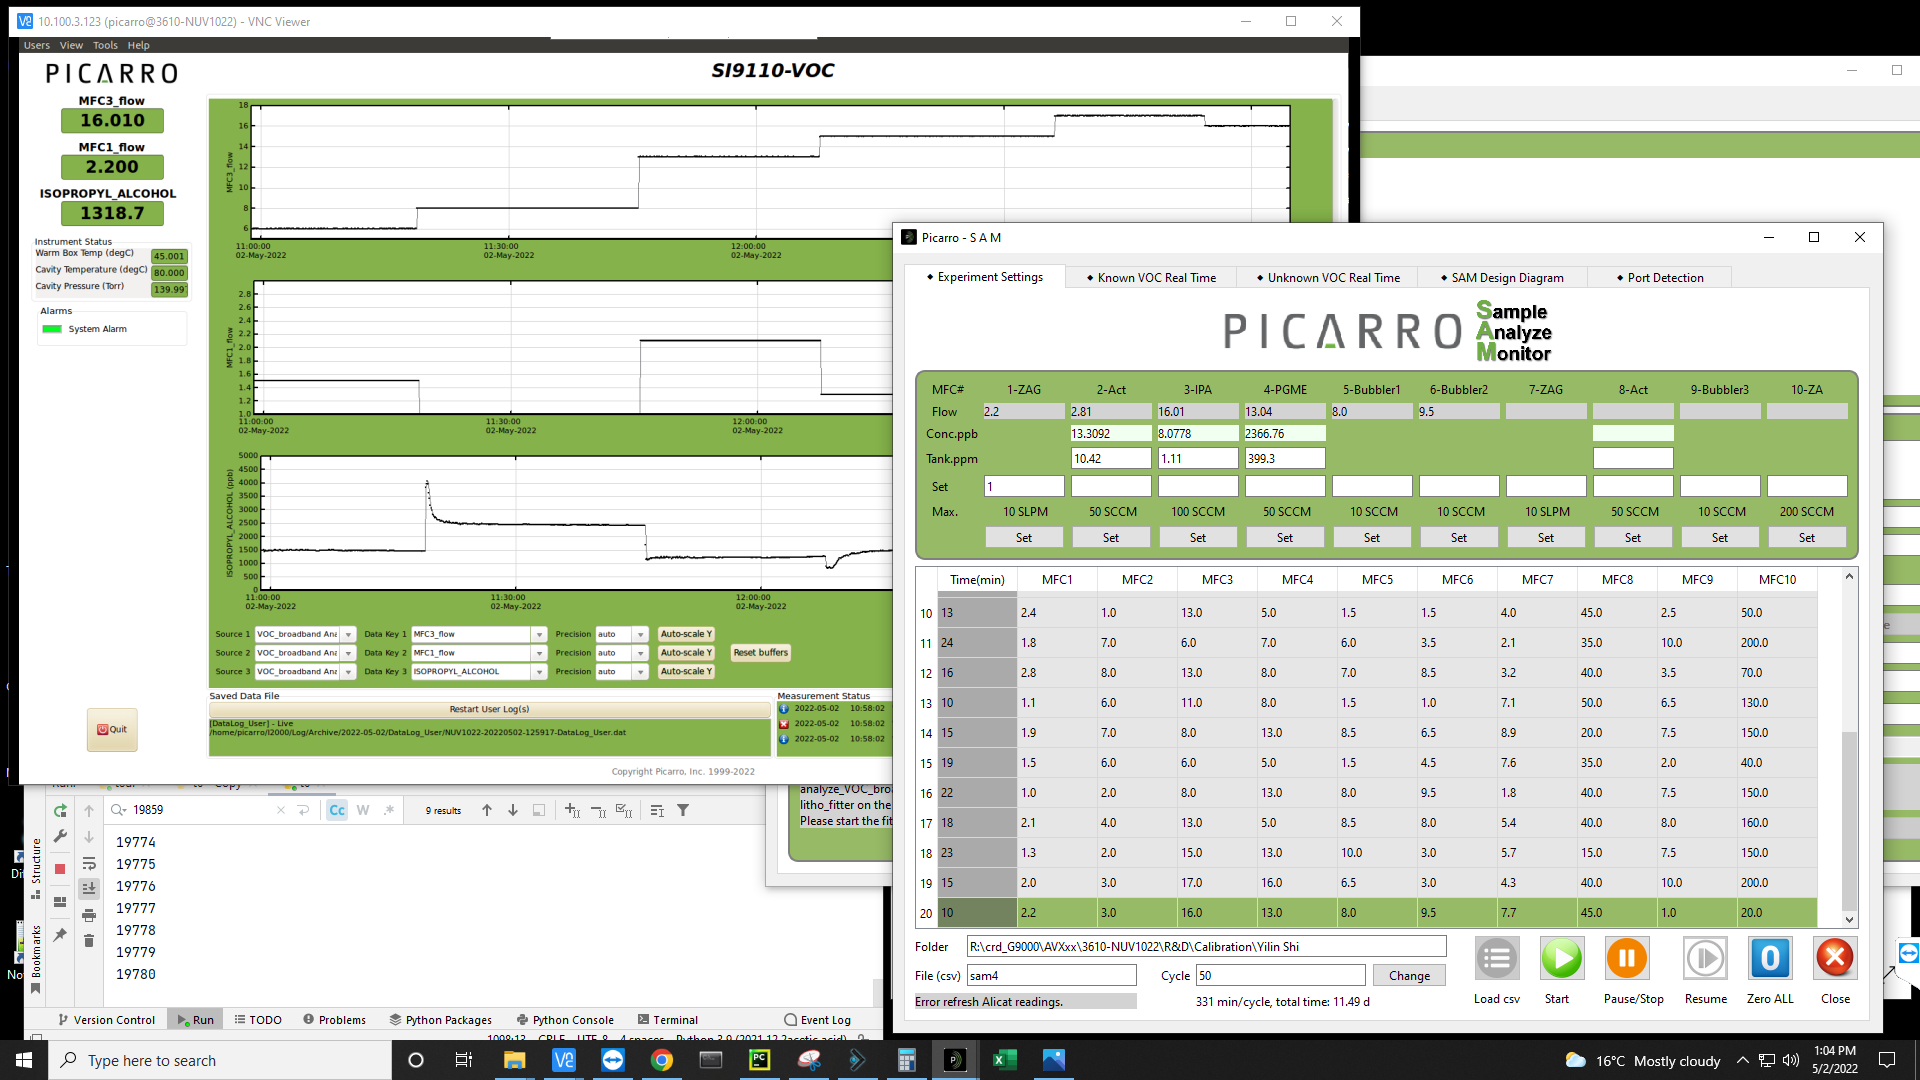 10.100.3.123 (picarro@3610-NUV1022) - VNC Viewer
Users View Tools Help
PICARRO
SI9110-VOC
MFC3_flow
16.010
MFC1_flow
2.200
ISOPROPYL_ALCOHOL
1318.7
Instrument Status
Warm Box Temp (degC) 45.001
Cavity Temperature (degC) 80.000
Cavity Pressure (Torr) 139.99
Alarms
System Alarm
Quit
MFC3_flow
18
16
14
12
10
8
6
11:00:00 11:30:00 12:00:00
02-May-2022 02-May-2022 02-May-2022
MFC1_flow
2.8
2.6
2.4
2.2
2.0
1.8
1.6
1.4
1.2
1.0
11:00:00 11:30:00 12:00:00
02-May-2022 02-May-2022 02-May-2022
ISOPROPYL_ALCOHOL (ppb)
5000
4500
4000
3500
3000
2500
2000
1500
1000
500
0
11:00:00 11:30:00 12:00:00
02-May-2022 02-May-2022 02-May-2022
Source 1 VOC_broadband Ana Data Key 1 MFC3_flow Precision auto Auto-scale Y
Source 2 VOC_broadband Ana Data Key 2 MFC1_flow Precision auto Auto-scale Y Reset buffers
Source 3 VOC_broadband Ana Data Key 3 ISOPROPYL_ALCOHOL Precision auto Auto-scale Y
Saved Data File
Restart User Log(s)
[DataLog_User] - Live
/home/picarro/I2000/Log/Archive/2022-05-02/DataLog_User/NUV1022-20220502-125917-DataLog_User.dat
Measurement Status
2022-05-02 10:58:02
2022-05-02 10:58:02
2022-05-02 10:58:02
Copyright Picarro, Inc. 1999-2022
Picarro - S A M
Experiment Settings Known VOC Real Time Unknown VOC Real Time SAM Design Diagram Port Detection
PICARRO
Sample
Analyze
Monitor
MFC# 1-ZAG 2-Act 3-IPA 4-PGME 5-Bubbler1 6-Bubbler2 7-ZAG 8-Act 9-Bubbler3 10-ZA
Flow 2.2 2.81 16.01 13.04 8.0 9.5
Conc.ppb 13.3092 8.0778 2366.76
Tank.ppm 10.42 1.11 399.3
Set 1
Max. 10 SLPM 50 SCCM 100 SCCM 50 SCCM 10 SCCM 10 SCCM 10 SLPM 50 SCCM 10 SCCM 200 SCCM
Set Set Set Set Set Set Set Set Set Set
Time(min) MFC1 MFC2 MFC3 MFC4 MFC5 MFC6 MFC7 MFC8 MFC9 MFC10
10 13 2.4 1.0 13.0 5.0 1.5 1.5 4.0 45.0 2.5 50.0
11 24 1.8 7.0 6.0 7.0 6.0 3.5 2.1 35.0 10.0 200.0
12 16 2.8 8.0 13.0 8.0 7.0 8.5 3.2 40.0 3.5 70.0
13 10 1.1 6.0 11.0 8.0 1.5 1.0 7.1 50.0 6.5 130.0
14 15 1.9 7.0 8.0 13.0 8.5 6.5 8.9 20.0 7.5 150.0
15 19 1.5 6.0 6.0 5.0 1.5 4.5 7.6 35.0 2.0 40.0
16 22 1.0 2.0 8.0 13.0 8.0 9.5 1.8 40.0 7.5 150.0
17 18 2.1 4.0 13.0 5.0 8.5 8.0 5.4 40.0 8.0 160.0
18 23 1.3 2.0 15.0 13.0 10.0 3.0 5.7 15.0 7.5 150.0
19 15 2.0 3.0 17.0 16.0 6.5 3.0 4.3 40.0 10.0 200.0
20 10 2.2 3.0 16.0 13.0 8.0 9.5 7.7 45.0 1.0 20.0
Folder R:\crd_G9000\AVXxx\3610-NUV1022\R&D\Calibration\Yilin Shi
File (csv) sam4 Cycle 50 Change
Error refresh Alicat readings. 331 min/cycle, total time: 11.49 d
Load csv Start Pause/Stop Resume Zero ALL Close
analyze_VOC_broa
litho_fitter on the
Please start the fit
19859 Cc W .* 9 results
19774
19775
19776
19777
19778
19779
19780
Structure
Bookmarks
Version Control Run TODO Problems Python Packages Python Console Terminal Event Log
1098:13 CRLF UTF-8 4 spaces Python 3.9 (2021.12.2acetic acid)
Type here to search
16°C Mostly cloudy
1:04 PM
5/2/2022